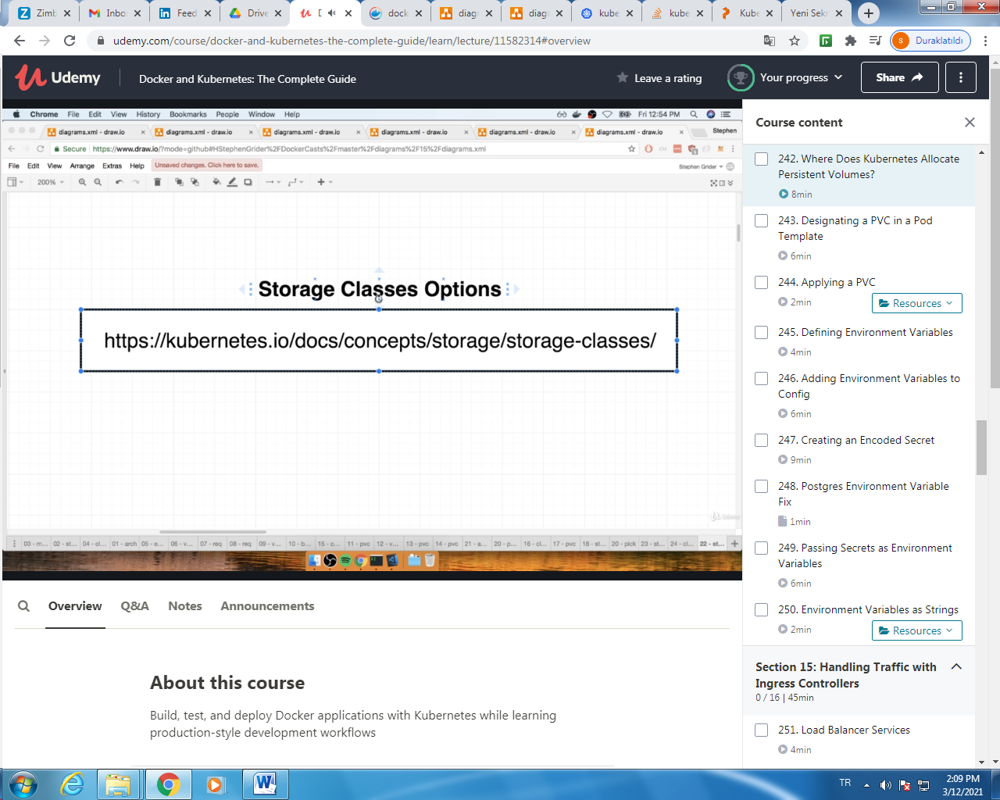 Zimb
Inbo
Feed
Drive
D
dock
diagr
diagr
kube
kube
Kube
Yeni Sekr
udemy.com/course/docker-and-kubernetes-the-complete-guide/learn/lecture/11582314#overview
S Duraklatıldı
Udemy
Docker and Kubernetes: The Complete Guide
Leave a rating
Your progress
Share
Chrome File Edit View History Bookmarks People Window Help
Fri 12:54 PM
diagrams.xml - draw.io
diagrams.xml - draw.io
diagrams.xml - draw.io
diagrams.xml - draw.io
diagrams.xml - draw.io
diagrams.xml - draw.io
Stephen
Secure https://www.draw.io/?mode=github#HStephenGrider%2FDockerCasts%2Fmaster%2Fdiagrams%2F15%2Fdiagrams.xml
File Edit View Arrange Extras Help
Unsaved changes. Click here to save.
Stephen Grider
200%
Storage Classes Options
https://kubernetes.io/docs/concepts/storage/storage-classes/
Udemy
03 - m... 02 - st... 04 - cl... 01 - arch 05 - e... 06 - v... 07 - req 08 - req 09 - v... 10 - b... 15 - c... 11 - pvc 12 - v... 13 - pvc 14 - pvc 21 - a... 20 - p... 16 - cl... 17 - pvc 18 - st... 20 - pick 23 - st... 24 - cl... 22 - st...
Overview
Q&A
Notes
Announcements
About this course
Build, test, and deploy Docker applications with Kubernetes while learning
production-style development workflows
Course content
242. Where Does Kubernetes Allocate
Persistent Volumes?
8min
243. Designating a PVC in a Pod
Template
6min
244. Applying a PVC
2min
Resources
245. Defining Environment Variables
4min
246. Adding Environment Variables to
Config
6min
247. Creating an Encoded Secret
9min
248. Postgres Environment Variable
Fix
1min
249. Passing Secrets as Environment
Variables
6min
250. Environment Variables as Strings
2min
Resources
Section 15: Handling Traffic with
Ingress Controllers
0 / 16 | 45min
251. Load Balancer Services
4min
TR
2:09 PM
3/12/2021